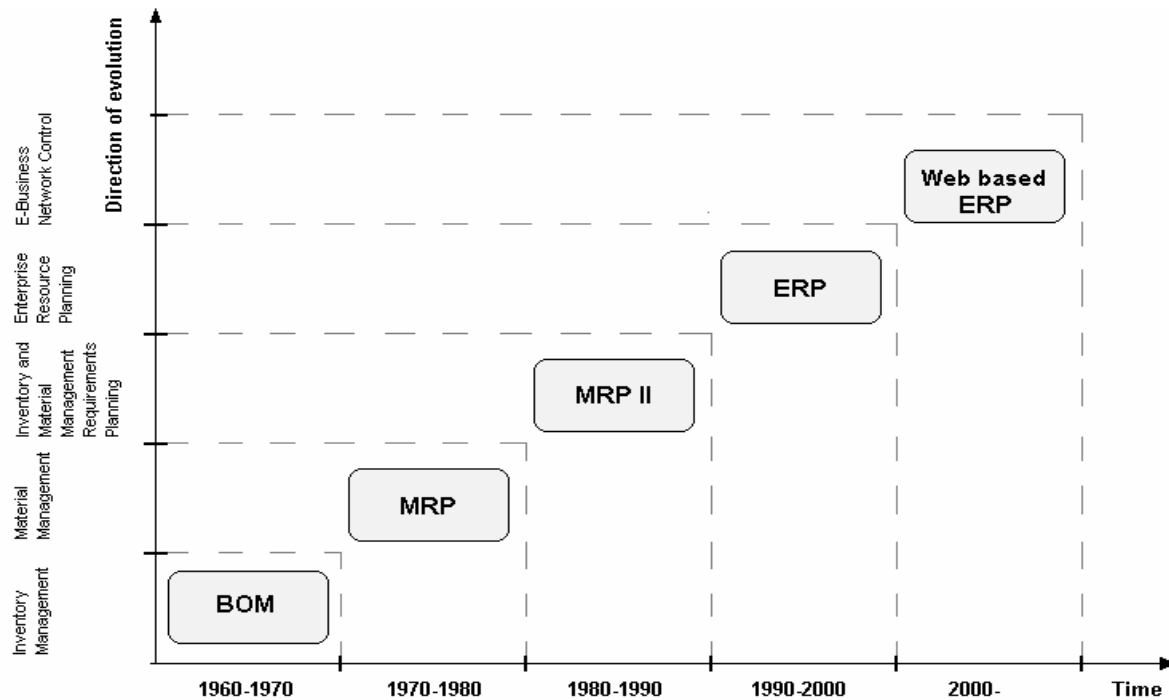 Direction of evolution
E-Business
Network Control
Enterprise
Resource
Planning
Inventory and
Material
Management
Requirements
Planning
Material
Management
Inventory
Management
Web based
ERP
ERP
MRP II
MRP
BOM
1960-1970
1970-1980
1980-1990
1990-2000
2000-
Time